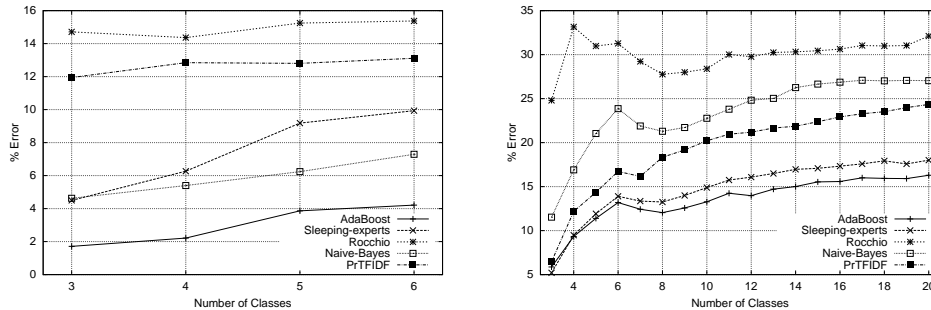 16
14
12
10
8
6
4
2
0
% Error
3
4
5
6
Number of Classes
AdaBoost
Sleeping-experts
Rocchio
Naive-Bayes
PrTFIDF
35
30
25
20
15
10
5
% Error
4
6
8
10
12
14
16
18
20
Number of Classes
AdaBoost
Sleeping-experts
Rocchio
Naive-Bayes
PrTFIDF